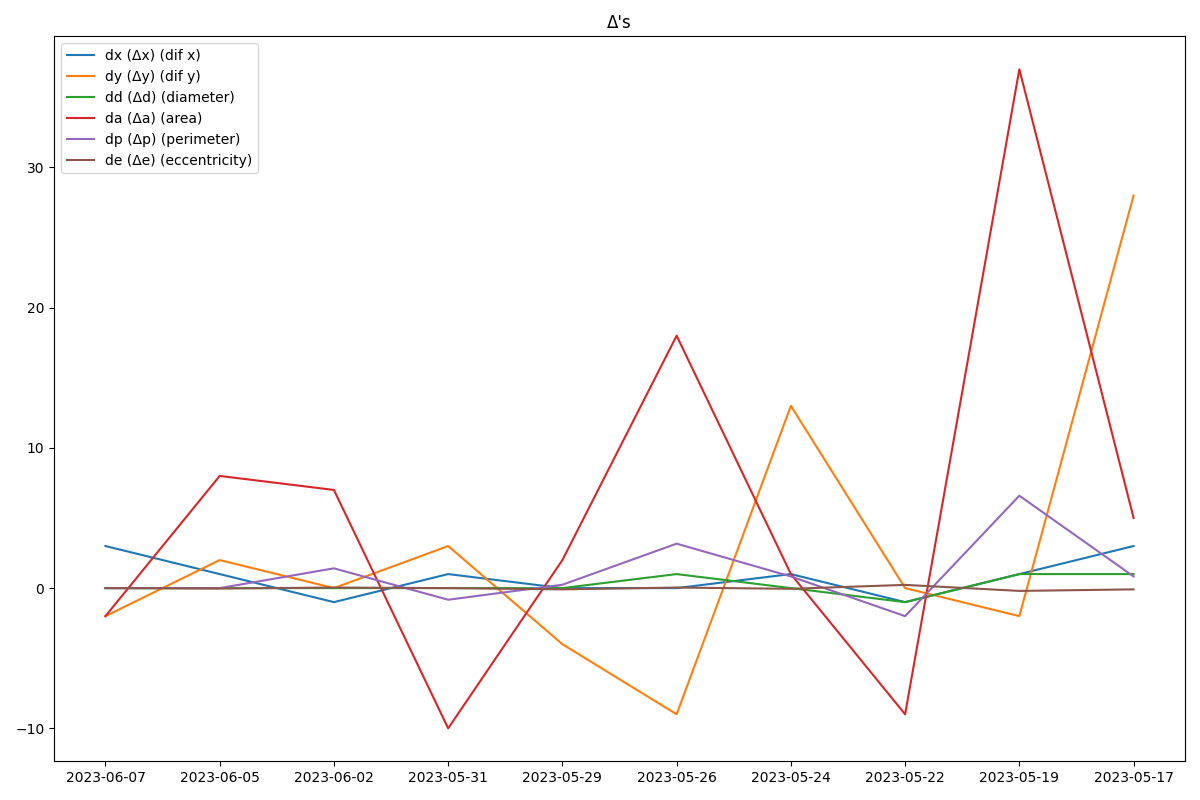 Δ's
dx (Δx) (dif x)
dy (Δy) (dif y)
dd (Δd) (diameter)
da (Δa) (area)
dp (Δp) (perimeter)
de (Δe) (eccentricity)
30
20
10
0
−10
2023-06-07 2023-06-05 2023-06-02 2023-05-31 2023-05-29 2023-05-26 2023-05-24 2023-05-22 2023-05-19 2023-05-17